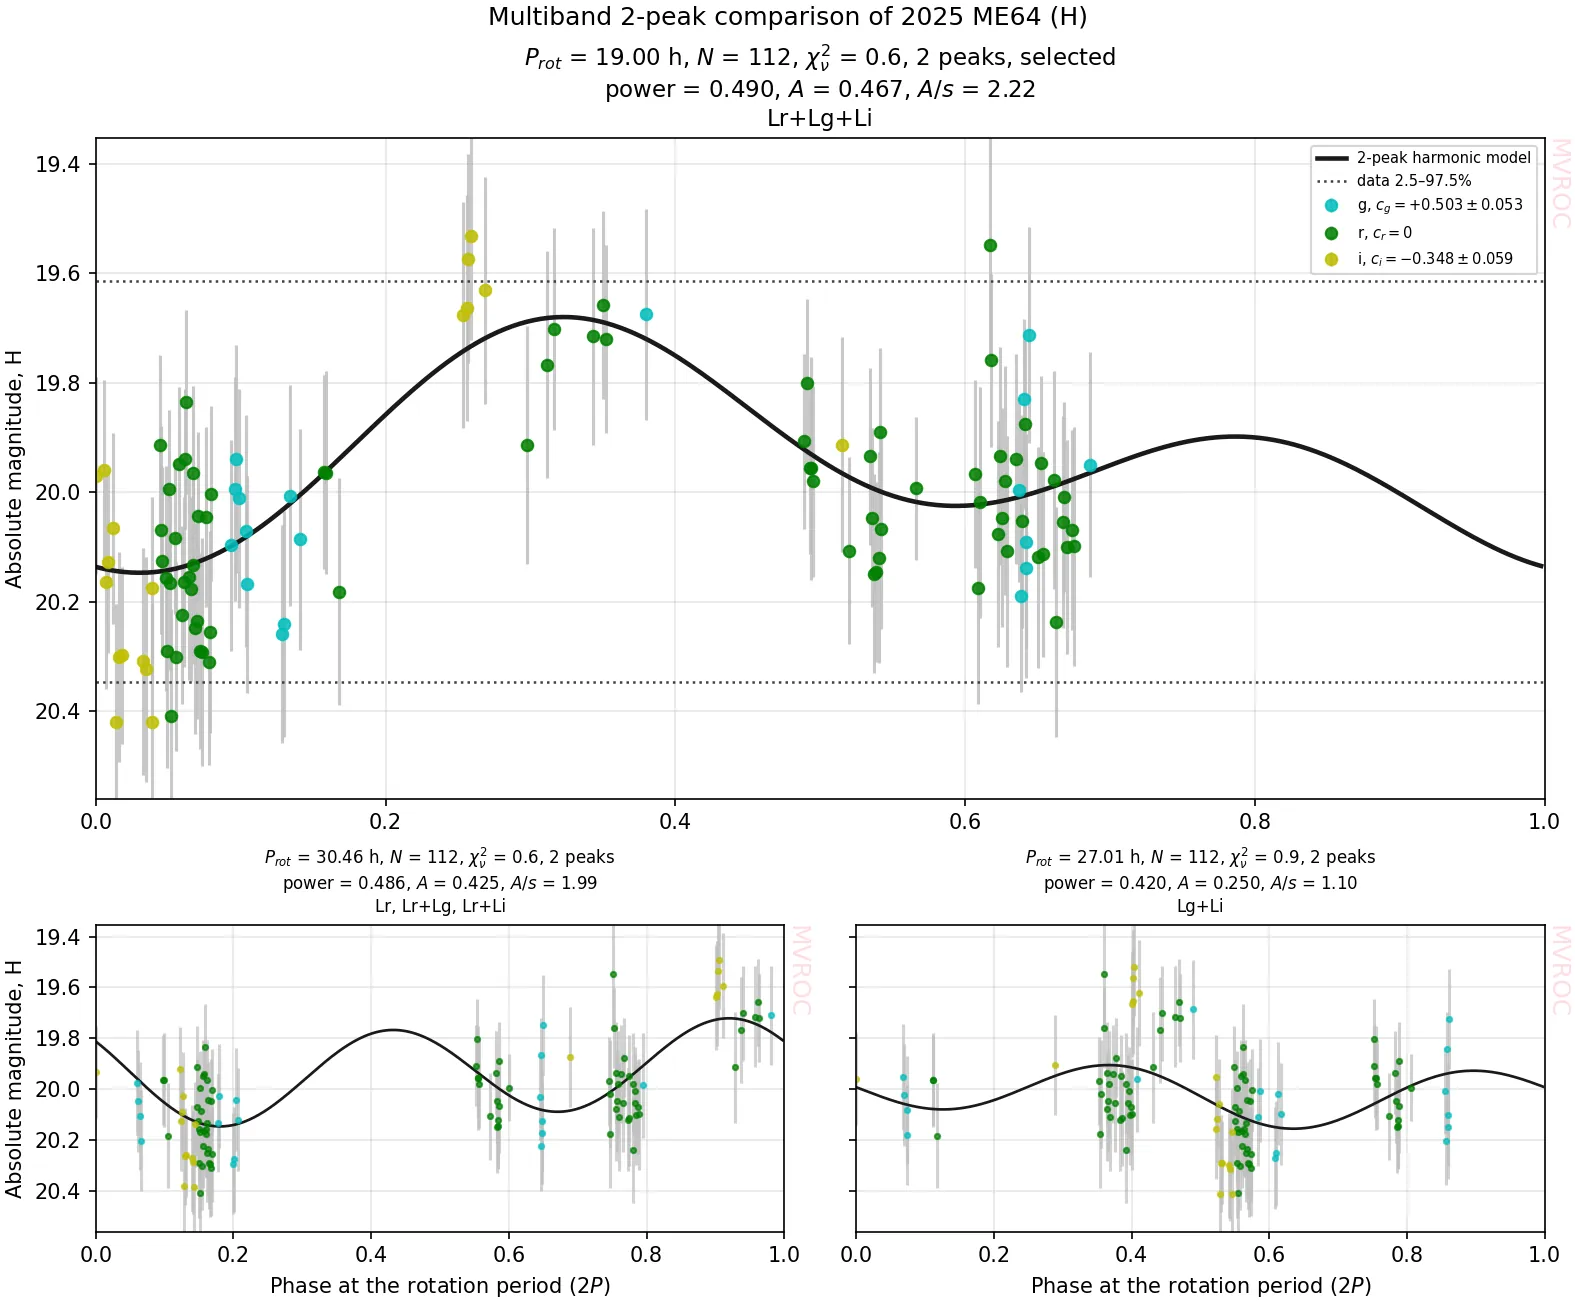 Multiband 2-peak comparison of 2025 ME64 (H)
P_rot = 19.00 h, N = 112, χ²_ν = 0.6, 2 peaks, selected
power = 0.490, A = 0.467, A/s = 2.22
Lr+Lg+Li
2-peak harmonic model
data 2.5–97.5%
g, c_g = +0.503 ± 0.053
r, c_r = 0
i, c_i = −0.348 ± 0.059
MVROC
Absolute magnitude, H
19.4
19.6
19.8
20.0
20.2
20.4
0.0 0.2 0.4 0.6 0.8 1.0
P_rot = 30.46 h, N = 112, χ²_ν = 0.6, 2 peaks
power = 0.486, A = 0.425, A/s = 1.99
Lr, Lr+Lg, Lr+Li
MVROC
Absolute magnitude, H
19.4
19.6
19.8
20.0
20.2
20.4
0.0 0.2 0.4 0.6 0.8 1.0
Phase at the rotation period (2P)
P_rot = 27.01 h, N = 112, χ²_ν = 0.9, 2 peaks
power = 0.420, A = 0.250, A/s = 1.10
Lg+Li
MVROC
0.0 0.2 0.4 0.6 0.8 1.0
Phase at the rotation period (2P)